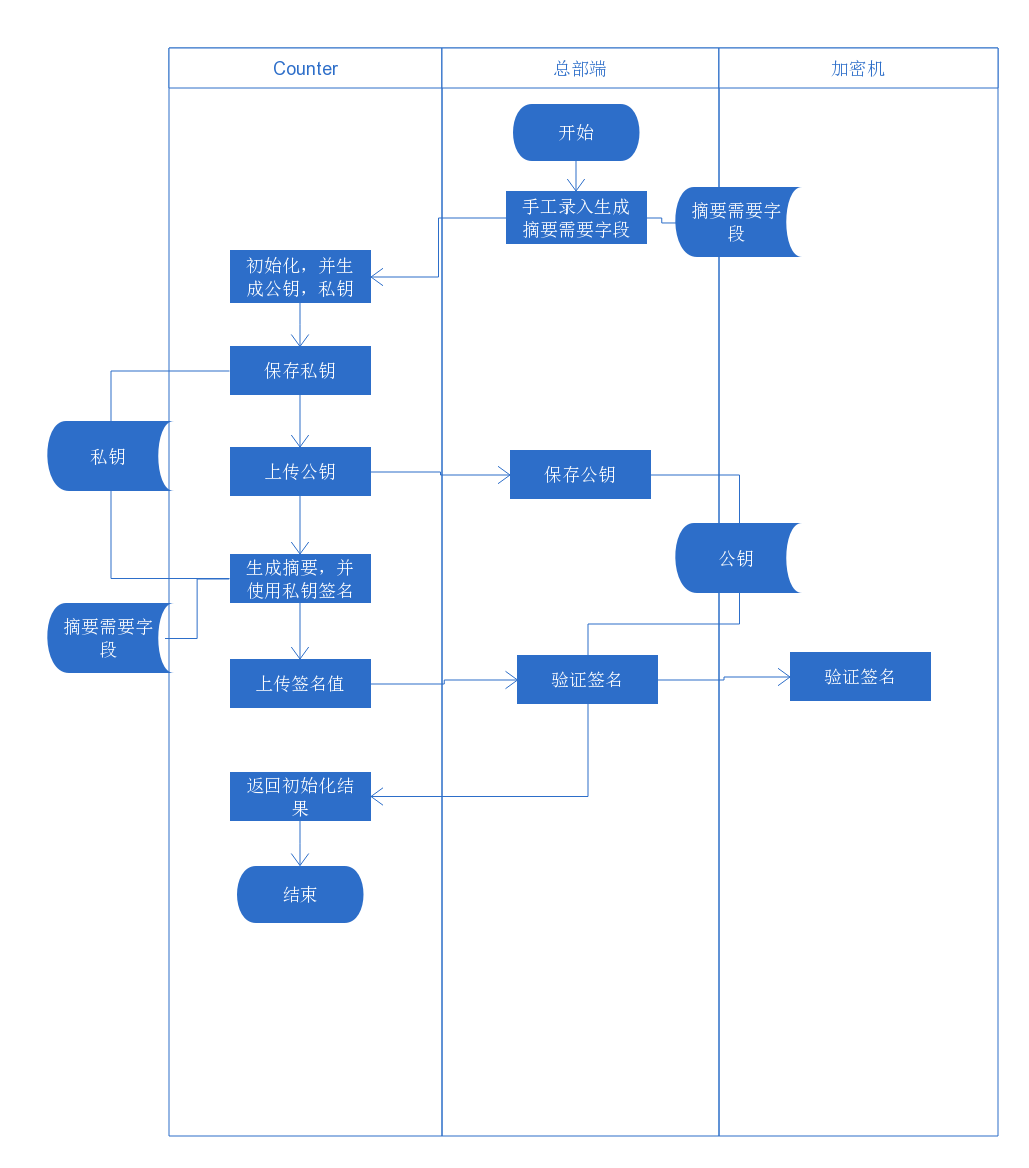 Counter
总部端
加密机
开始
手工录入生成
摘要需要字段
摘要需要字
段
初始化，并生
成公钥，私钥
保存私钥
私钥
上传公钥
保存公钥
公钥
生成摘要，并
使用私钥签名
摘要需要字
段
上传签名值
验证签名
验证签名
返回初始化结
果
结束